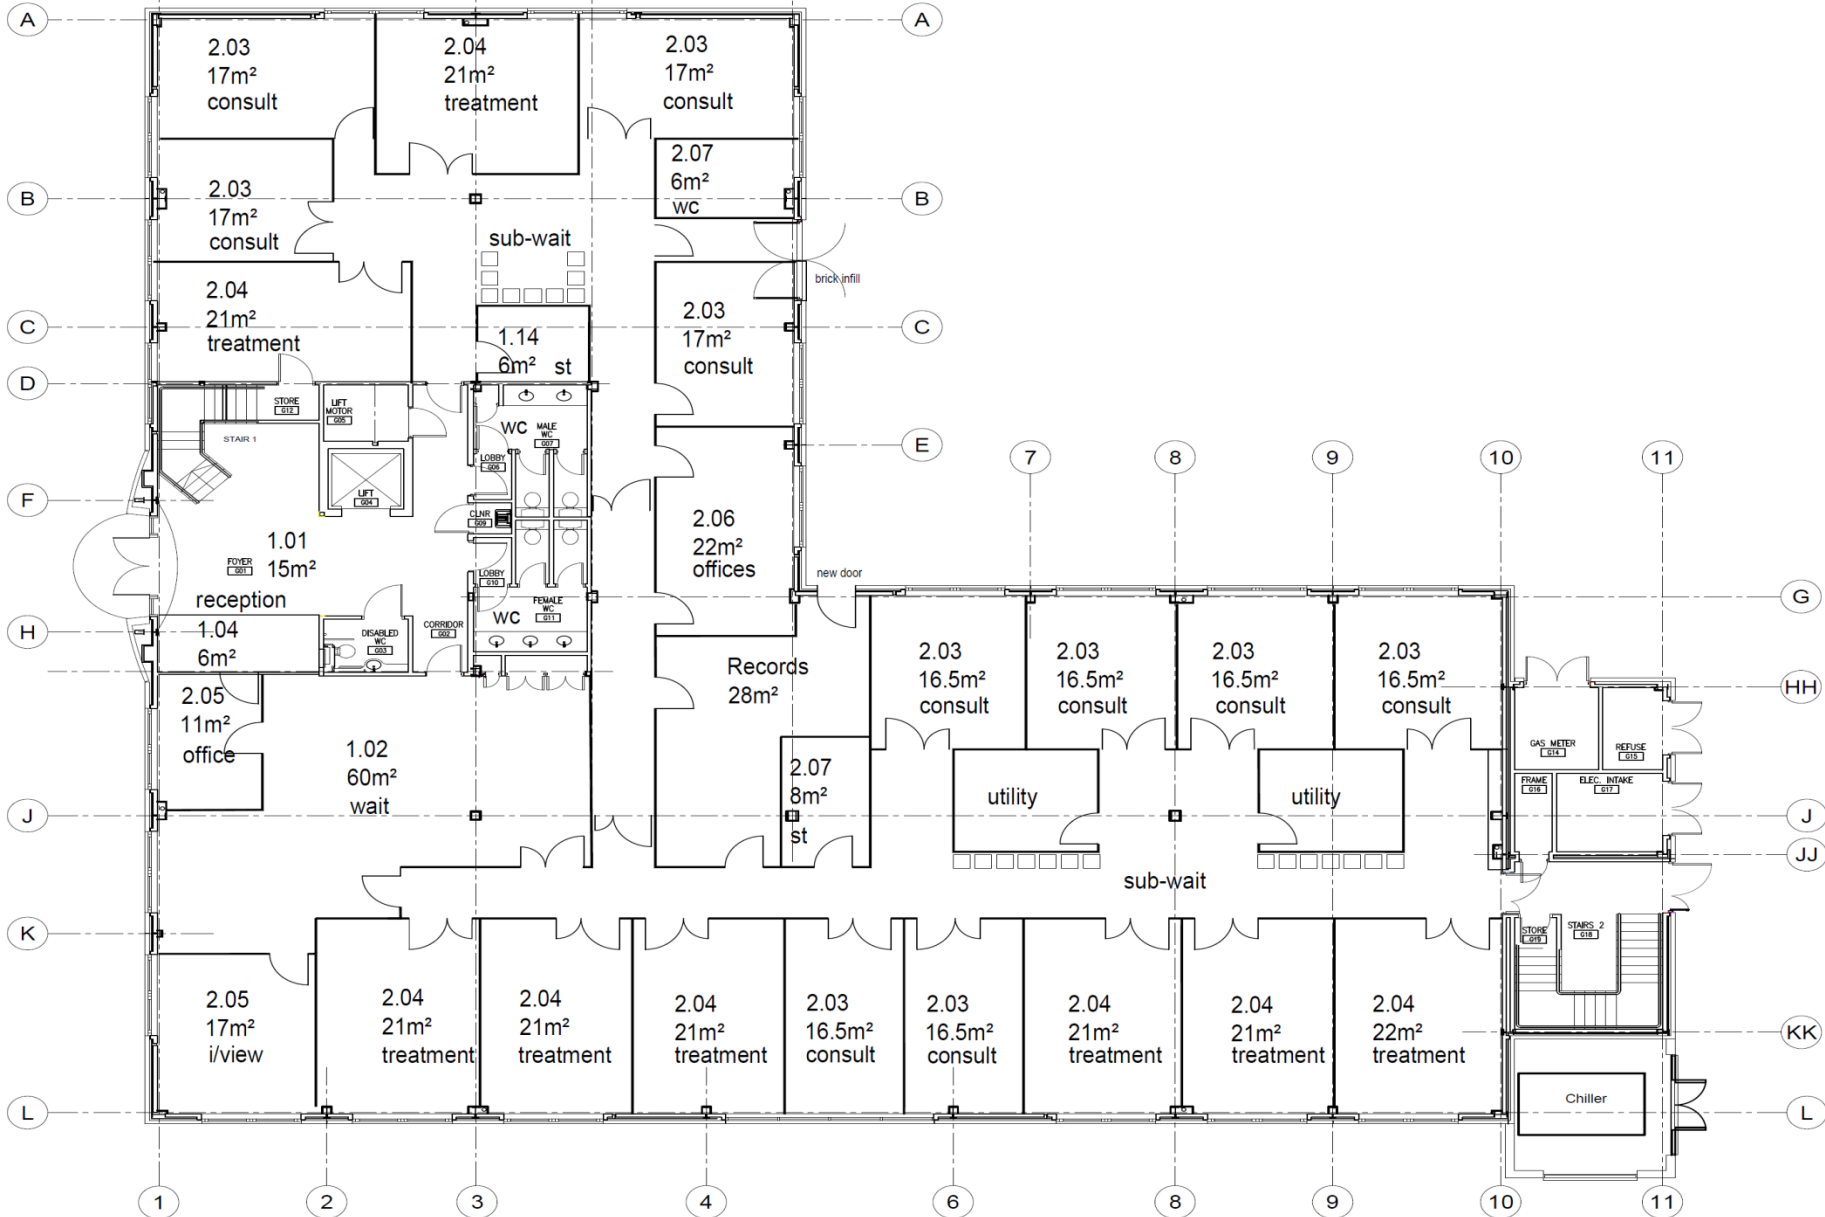 A
A
2.03
17m²
consult
2.04
21m²
treatment
2.03
17m²
consult
2.07
6m²
wc
B
B
2.03
17m²
consult
sub-wait
brick infill
2.04
21m²
treatment
2.03
17m²
consult
C
C
1.14
6m² st
D
STORE
G12
LIFT
MOTOR
G05
STAIR 1
WC
MALE
WC
G07
LOBBY
G06
E
7
8
9
10
11
F
LIFT
G04
CLNR
G09
2.06
22m²
offices
1.01
15m²
FOYER
G01
reception
LOBBY
G10
WC
FEMALE
WC
G11
new door
G
H
1.04
6m²
DISABLED
WC
G03
CORRIDOR
G02
Records
28m²
2.03
16.5m²
consult
2.03
16.5m²
consult
2.03
16.5m²
consult
2.03
16.5m²
consult
HH
2.05
11m²
office
1.02
60m²
wait
GAS METER
G14
REFUSE
G15
2.07
8m²
st
utility
utility
FRAME
G16
ELEC. INTAKE
G17
J
J
JJ
sub-wait
K
STORE
G19
STAIRS 2
G18
2.05
17m²
i/view
2.04
21m²
treatment
2.04
21m²
treatment
2.04
21m²
treatment
2.03
16.5m²
consult
2.03
16.5m²
consult
2.04
21m²
treatment
2.04
21m²
treatment
2.04
22m²
treatment
KK
Chiller
L
L
1
2
3
4
6
8
9
10
11